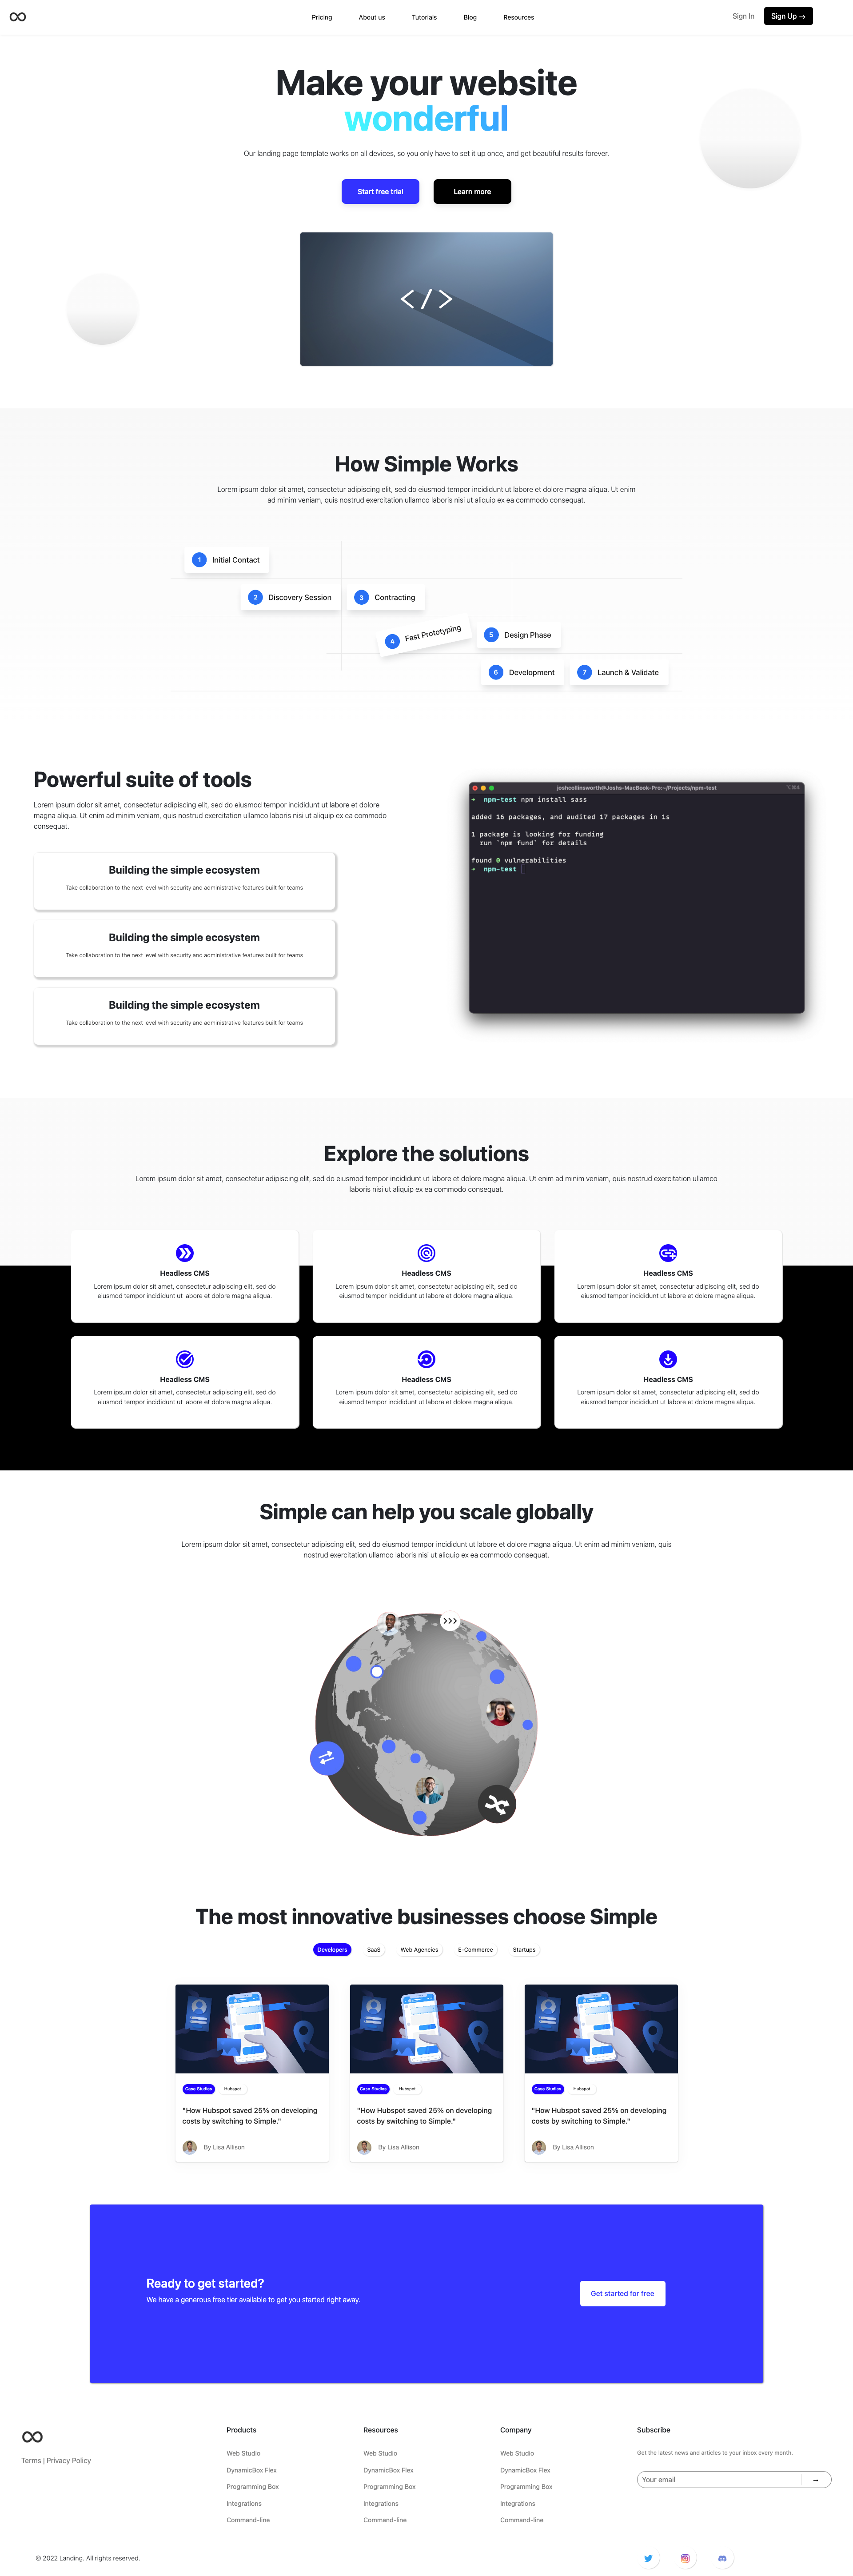 Pricing
About us
Tutorials
Blog
Resources
Sign In
Sign Up →
Make your website
wonderful
Our landing page template works on all devices, so you only have to set it up once, and get beautiful results forever.
Start free trial
Learn more
</>
How Simple Works
Lorem ipsum dolor sit amet, consectetur adipiscing elit, sed do eiusmod tempor incididunt ut labore et dolore magna aliqua. Ut enim
ad minim veniam, quis nostrud exercitation ullamco laboris nisi ut aliquip ex ea commodo consequat.
1 Initial Contact
2 Discovery Session
3 Contracting
4 Fast Prototyping
5 Design Phase
6 Development
7 Launch & Validate
Powerful suite of tools
Lorem ipsum dolor sit amet, consectetur adipiscing elit, sed do eiusmod tempor incididunt ut labore et dolore
magna aliqua. Ut enim ad minim veniam, quis nostrud exercitation ullamco laboris nisi ut aliquip ex ea commodo
consequat.
Building the simple ecosystem
Take collaboration to the next level with security and administrative features built for teams
Building the simple ecosystem
Take collaboration to the next level with security and administrative features built for teams
Building the simple ecosystem
Take collaboration to the next level with security and administrative features built for teams
joshcollinsworth@Joshs-MacBook-Pro:~/Projects/npm-test
➜ npm-test npm install sass
added 16 packages, and audited 17 packages in 1s
1 package is looking for funding
run `npm fund` for details
found 0 vulnerabilities
➜ npm-test
Explore the solutions
Lorem ipsum dolor sit amet, consectetur adipiscing elit, sed do eiusmod tempor incididunt ut labore et dolore magna aliqua. Ut enim ad minim veniam, quis nostrud exercitation ullamco
laboris nisi ut aliquip ex ea commodo consequat.
Headless CMS
Lorem ipsum dolor sit amet, consectetur adipiscing elit, sed do
eiusmod tempor incididunt ut labore et dolore magna aliqua.
Headless CMS
Lorem ipsum dolor sit amet, consectetur adipiscing elit, sed do
eiusmod tempor incididunt ut labore et dolore magna aliqua.
Headless CMS
Lorem ipsum dolor sit amet, consectetur adipiscing elit, sed do
eiusmod tempor incididunt ut labore et dolore magna aliqua.
Headless CMS
Lorem ipsum dolor sit amet, consectetur adipiscing elit, sed do
eiusmod tempor incididunt ut labore et dolore magna aliqua.
Headless CMS
Lorem ipsum dolor sit amet, consectetur adipiscing elit, sed do
eiusmod tempor incididunt ut labore et dolore magna aliqua.
Headless CMS
Lorem ipsum dolor sit amet, consectetur adipiscing elit, sed do
eiusmod tempor incididunt ut labore et dolore magna aliqua.
Simple can help you scale globally
Lorem ipsum dolor sit amet, consectetur adipiscing elit, sed do eiusmod tempor incididunt ut labore et dolore magna aliqua. Ut enim ad minim veniam, quis
nostrud exercitation ullamco laboris nisi ut aliquip ex ea commodo consequat.
The most innovative businesses choose Simple
Developers
SaaS
Web Agencies
E-Commerce
Startups
Case Studies
Hubspot
"How Hubspot saved 25% on developing
costs by switching to Simple."
By Lisa Allison
Case Studies
Hubspot
"How Hubspot saved 25% on developing
costs by switching to Simple."
By Lisa Allison
Case Studies
Hubspot
"How Hubspot saved 25% on developing
costs by switching to Simple."
By Lisa Allison
Ready to get started?
We have a generous free tier available to get you started right away.
Get started for free
Terms | Privacy Policy
Products
Web Studio
DynamicBox Flex
Programming Box
Integrations
Command-line
Resources
Web Studio
DynamicBox Flex
Programming Box
Integrations
Command-line
Company
Web Studio
DynamicBox Flex
Programming Box
Integrations
Command-line
Subscribe
Get the latest news and articles to your inbox every month.
Your email
→
© 2022 Landing. All rights reserved.